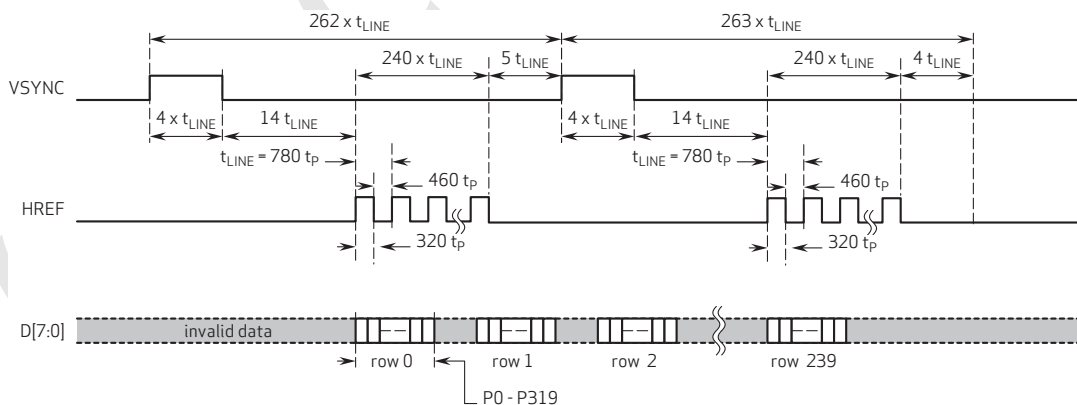 262 x tLINE 263 x tLINE
240 x tLINE 5 tLINE 240 x tLINE 4 tLINE
VSYNC
4 x tLINE 14 tLINE 4 x tLINE 14 tLINE
tLINE = 780 tP tLINE = 780 tP
460 tP 460 tP
HREF
320 tP 320 tP
D[7:0] invalid data
row 0 row 1 row 2 row 239
P0 - P319